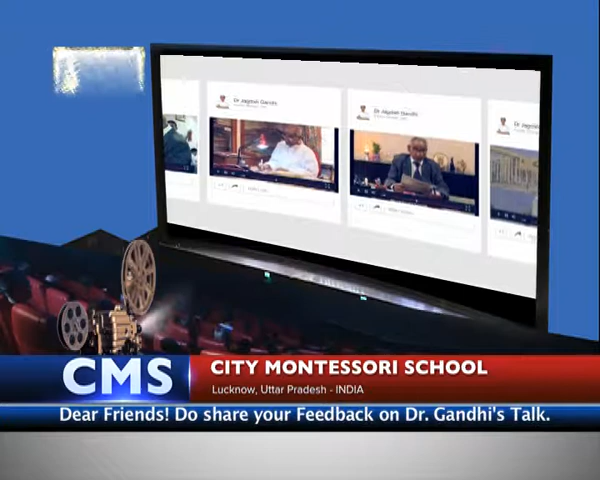 Dr. Jagdish Gandhi
Dr. Jagdish Gandhi
CMS
CITY MONTESSORI SCHOOL
Lucknow, Uttar Pradesh - INDIA
Dear Friends! Do share your Feedback on Dr. Gandhi's Talk.